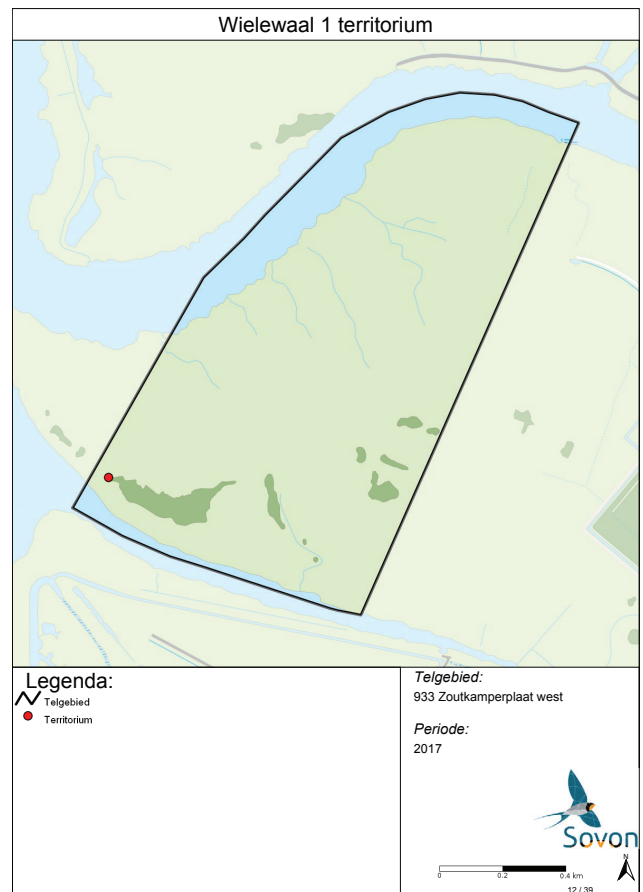 Wielewaal 1 territorium
Legenda:
Telgebied
Territorium
Telgebied:
933 Zoutkamperplaat west
Periode:
2017
Sovon
N
0 0.2 0.4 km
12 / 39